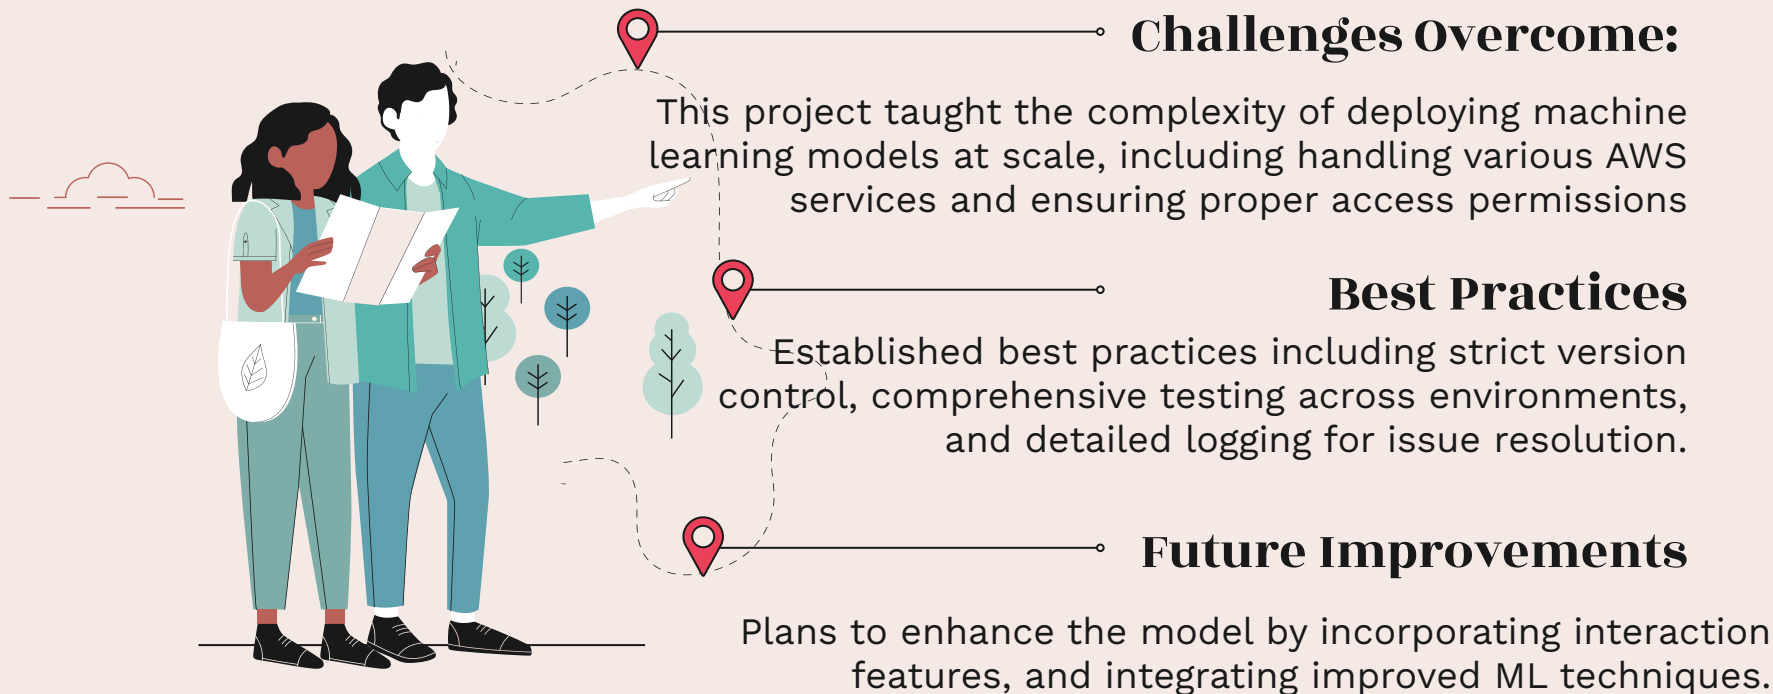 Challenges Overcome:
This project taught the complexity of deploying machine
learning models at scale, including handling various AWS
services and ensuring proper access permissions
Best Practices
Established best practices including strict version
control, comprehensive testing across environments,
and detailed logging for issue resolution.
Future Improvements
Plans to enhance the model by incorporating interaction
features, and integrating improved ML techniques.